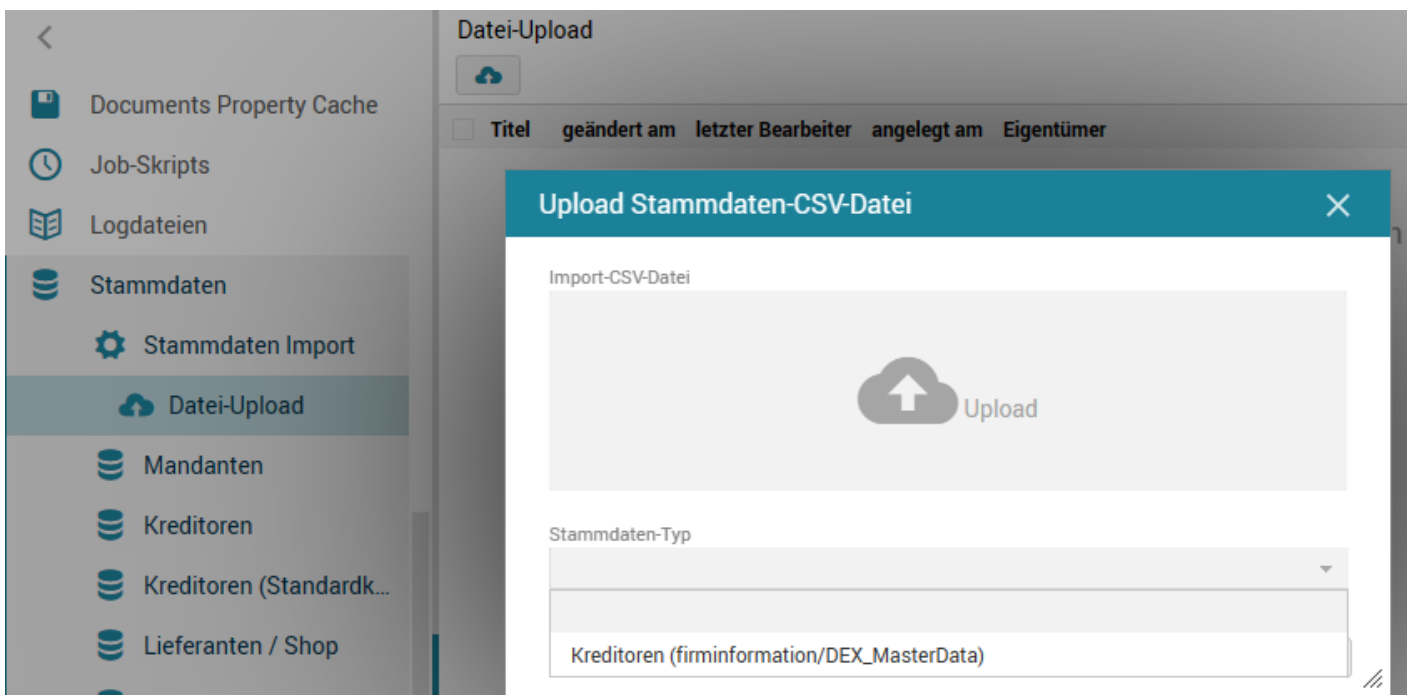 Datei-Upload
Documents Property Cache
Titel geändert am letzter Bearbeiter angelegt am Eigentümer
Job-Skripts
Logdateien
Stammdaten
Stammdaten Import
Datei-Upload
Mandanten
Kreditoren
Kreditoren (Standardk...
Lieferanten / Shop
Upload Stammdaten-CSV-Datei
Import-CSV-Datei
Upload
Stammdaten-Typ
Kreditoren (firminformation/DEX_MasterData)